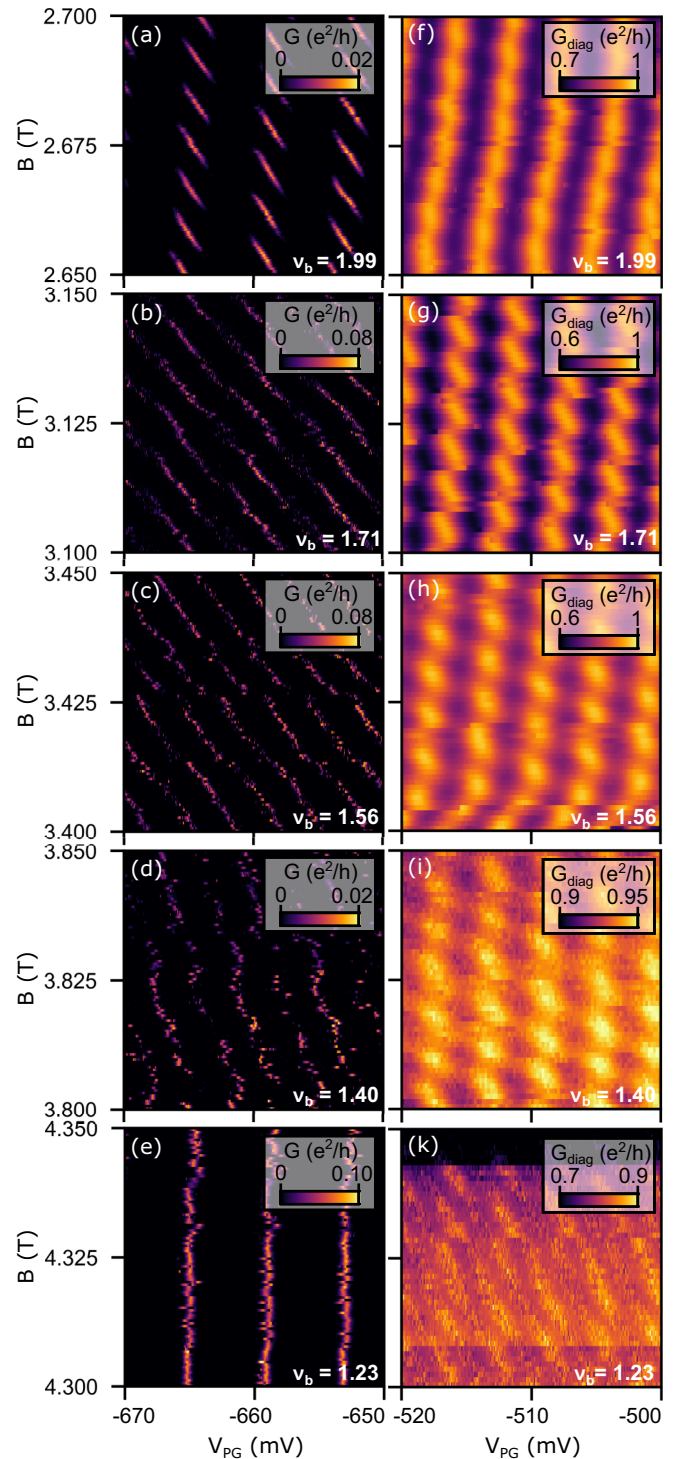 2.700
(a)
G (e²/h)
0 0.02
(f)
G_diag (e²/h)
0.7 1
B (T)
2.675
2.650
ν_b = 1.99
ν_b = 1.99
3.150
(b)
G (e²/h)
0 0.08
(g)
G_diag (e²/h)
0.6 1
B (T)
3.125
3.100
ν_b = 1.71
ν_b = 1.71
3.450
(c)
G (e²/h)
0 0.08
(h)
G_diag (e²/h)
0.6 1
B (T)
3.425
3.400
ν_b = 1.56
ν_b = 1.56
3.850
(d)
G (e²/h)
0 0.02
(i)
G_diag (e²/h)
0.9 0.95
B (T)
3.825
3.800
ν_b = 1.40
ν_b = 1.40
4.350
(e)
G (e²/h)
0 0.10
(k)
G_diag (e²/h)
0.7 0.9
B (T)
4.325
4.300
ν_b = 1.23
ν_b = 1.23
-670 -660 -650 -520 -510 -500
V_PG (mV) V_PG (mV)